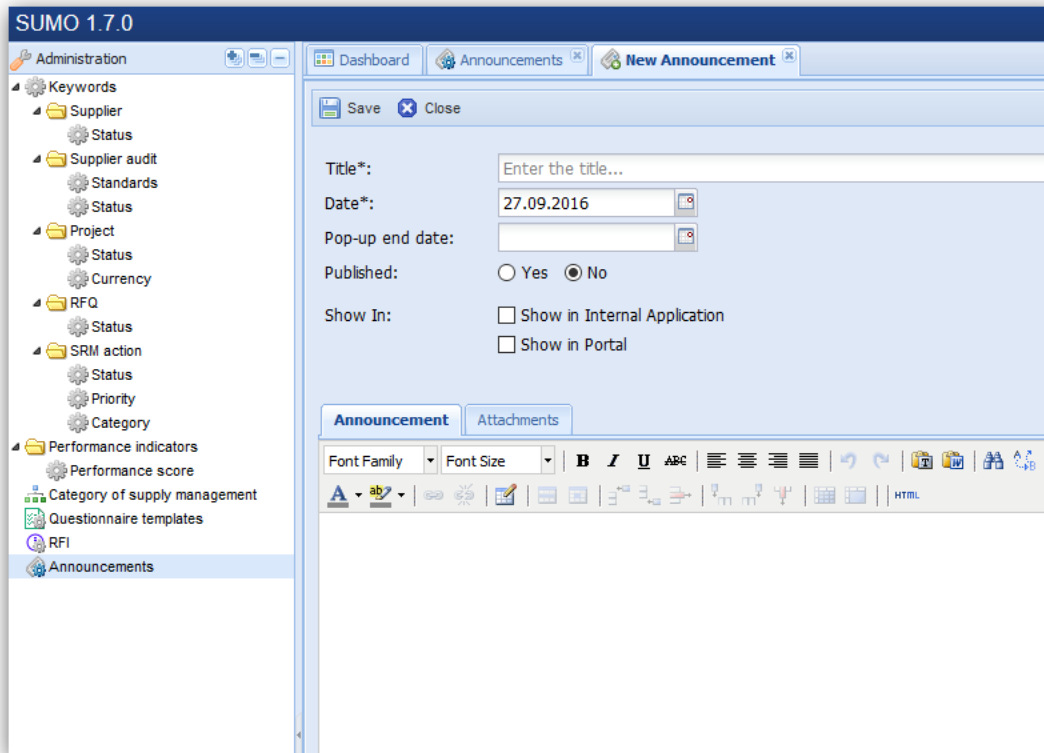 SUMO 1.7.0
Administration
Keywords
Supplier
Status
Supplier audit
Standards
Status
Project
Status
Currency
RFQ
Status
SRM action
Status
Priority
Category
Performance indicators
Performance score
Category of supply management
Questionnaire templates
RFI
Announcements
Dashboard Announcements New Announcement
Save Close
Title*: Enter the title...
Date*: 27.09.2016
Pop-up end date:
Published: Yes No
Show In: Show in Internal Application
Show in Portal
Announcement Attachments
Font Family Font Size B I U ABC
A ab HTML